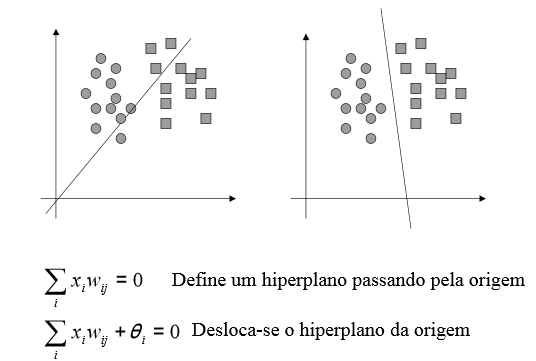 ∑ᵢ xᵢwᵢⱼ = 0 Define um hiperplano passando pela origem
∑ᵢ xᵢwᵢⱼ + θᵢ = 0 Desloca-se o hiperplano da origem